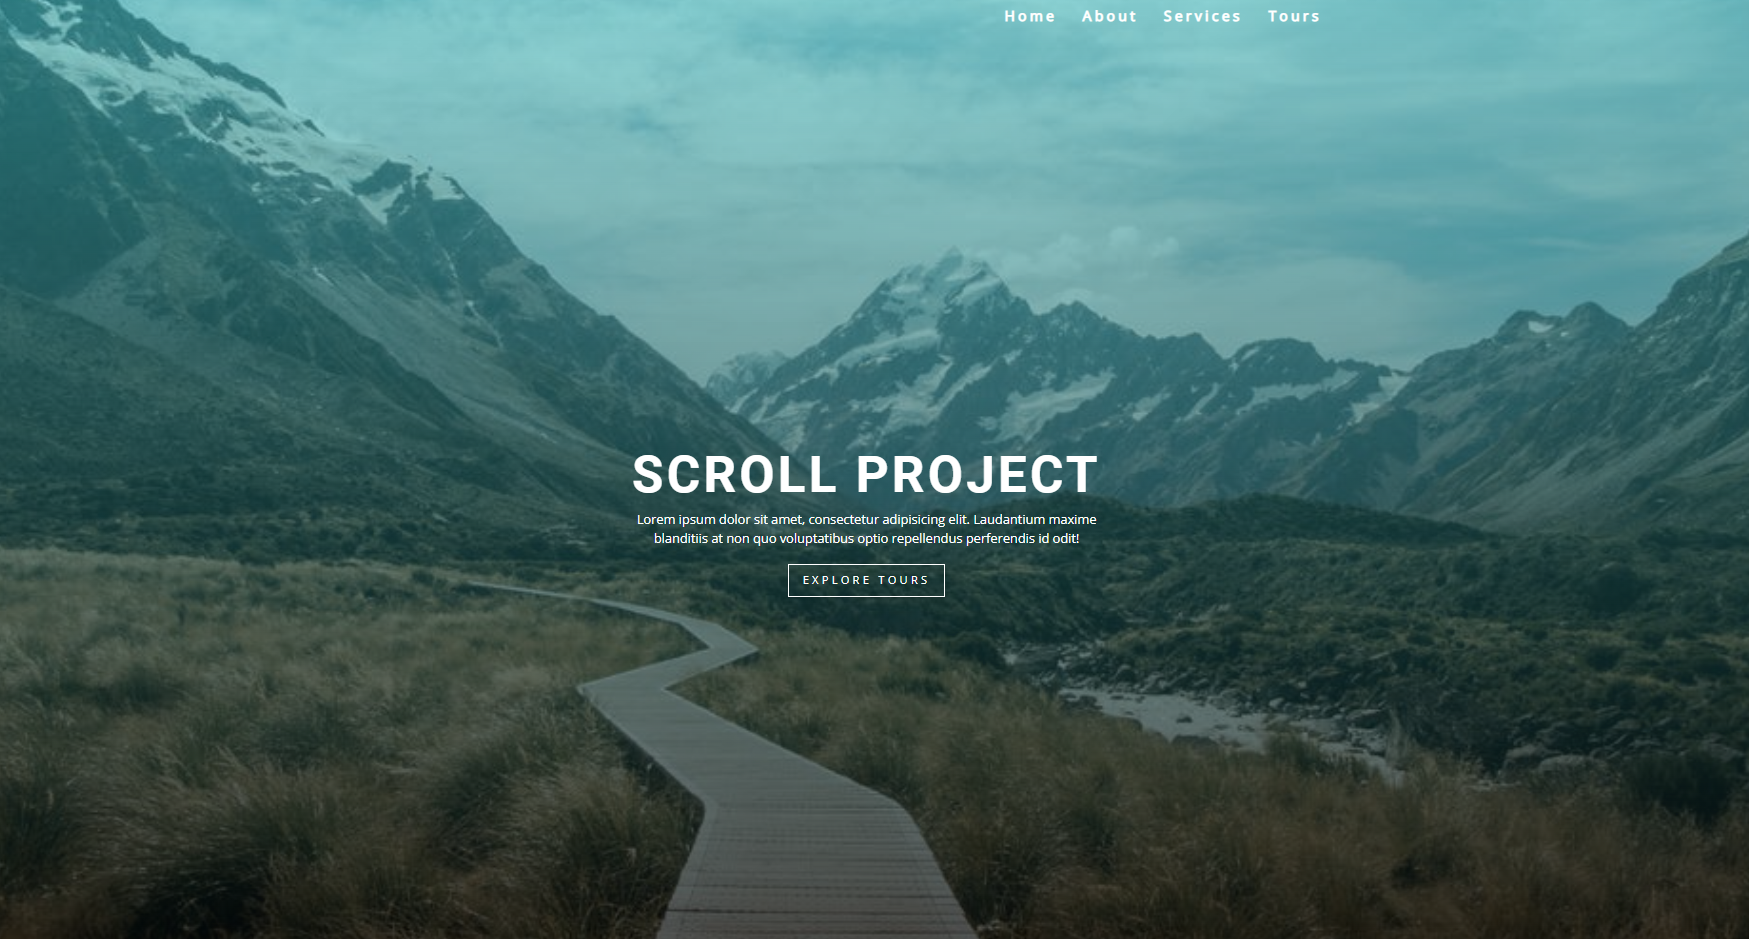 Home About Services Tours
SCROLL PROJECT
Lorem ipsum dolor sit amet, consectetur adipisicing elit. Laudantium maxime
blanditiis at non quo voluptatibus optio repellendus perferendis id odit!
EXPLORE TOURS